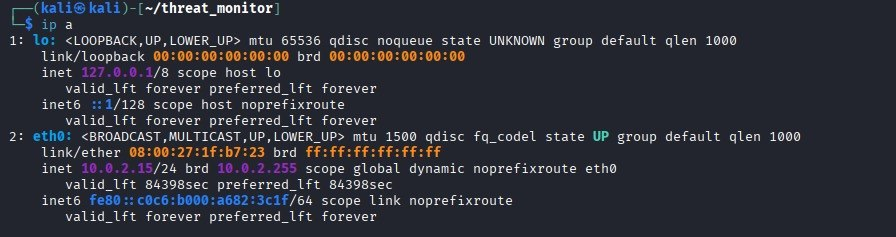 ┌──(kali㉿kali)-[~/threat_monitor]
└─$ ip a
1: lo: <LOOPBACK,UP,LOWER_UP> mtu 65536 qdisc noqueue state UNKNOWN group default qlen 1000
    link/loopback 00:00:00:00:00:00 brd 00:00:00:00:00:00
    inet 127.0.0.1/8 scope host lo
       valid_lft forever preferred_lft forever
    inet6 ::1/128 scope host noprefixroute
       valid_lft forever preferred_lft forever
2: eth0: <BROADCAST,MULTICAST,UP,LOWER_UP> mtu 1500 qdisc fq_codel state UP group default qlen 1000
    link/ether 08:00:27:1f:b7:23 brd ff:ff:ff:ff:ff:ff
    inet 10.0.2.15/24 brd 10.0.2.255 scope global dynamic noprefixroute eth0
       valid_lft 84398sec preferred_lft 84398sec
    inet6 fe80::c0c6:b000:a682:3c1f/64 scope link noprefixroute
       valid_lft forever preferred_lft forever